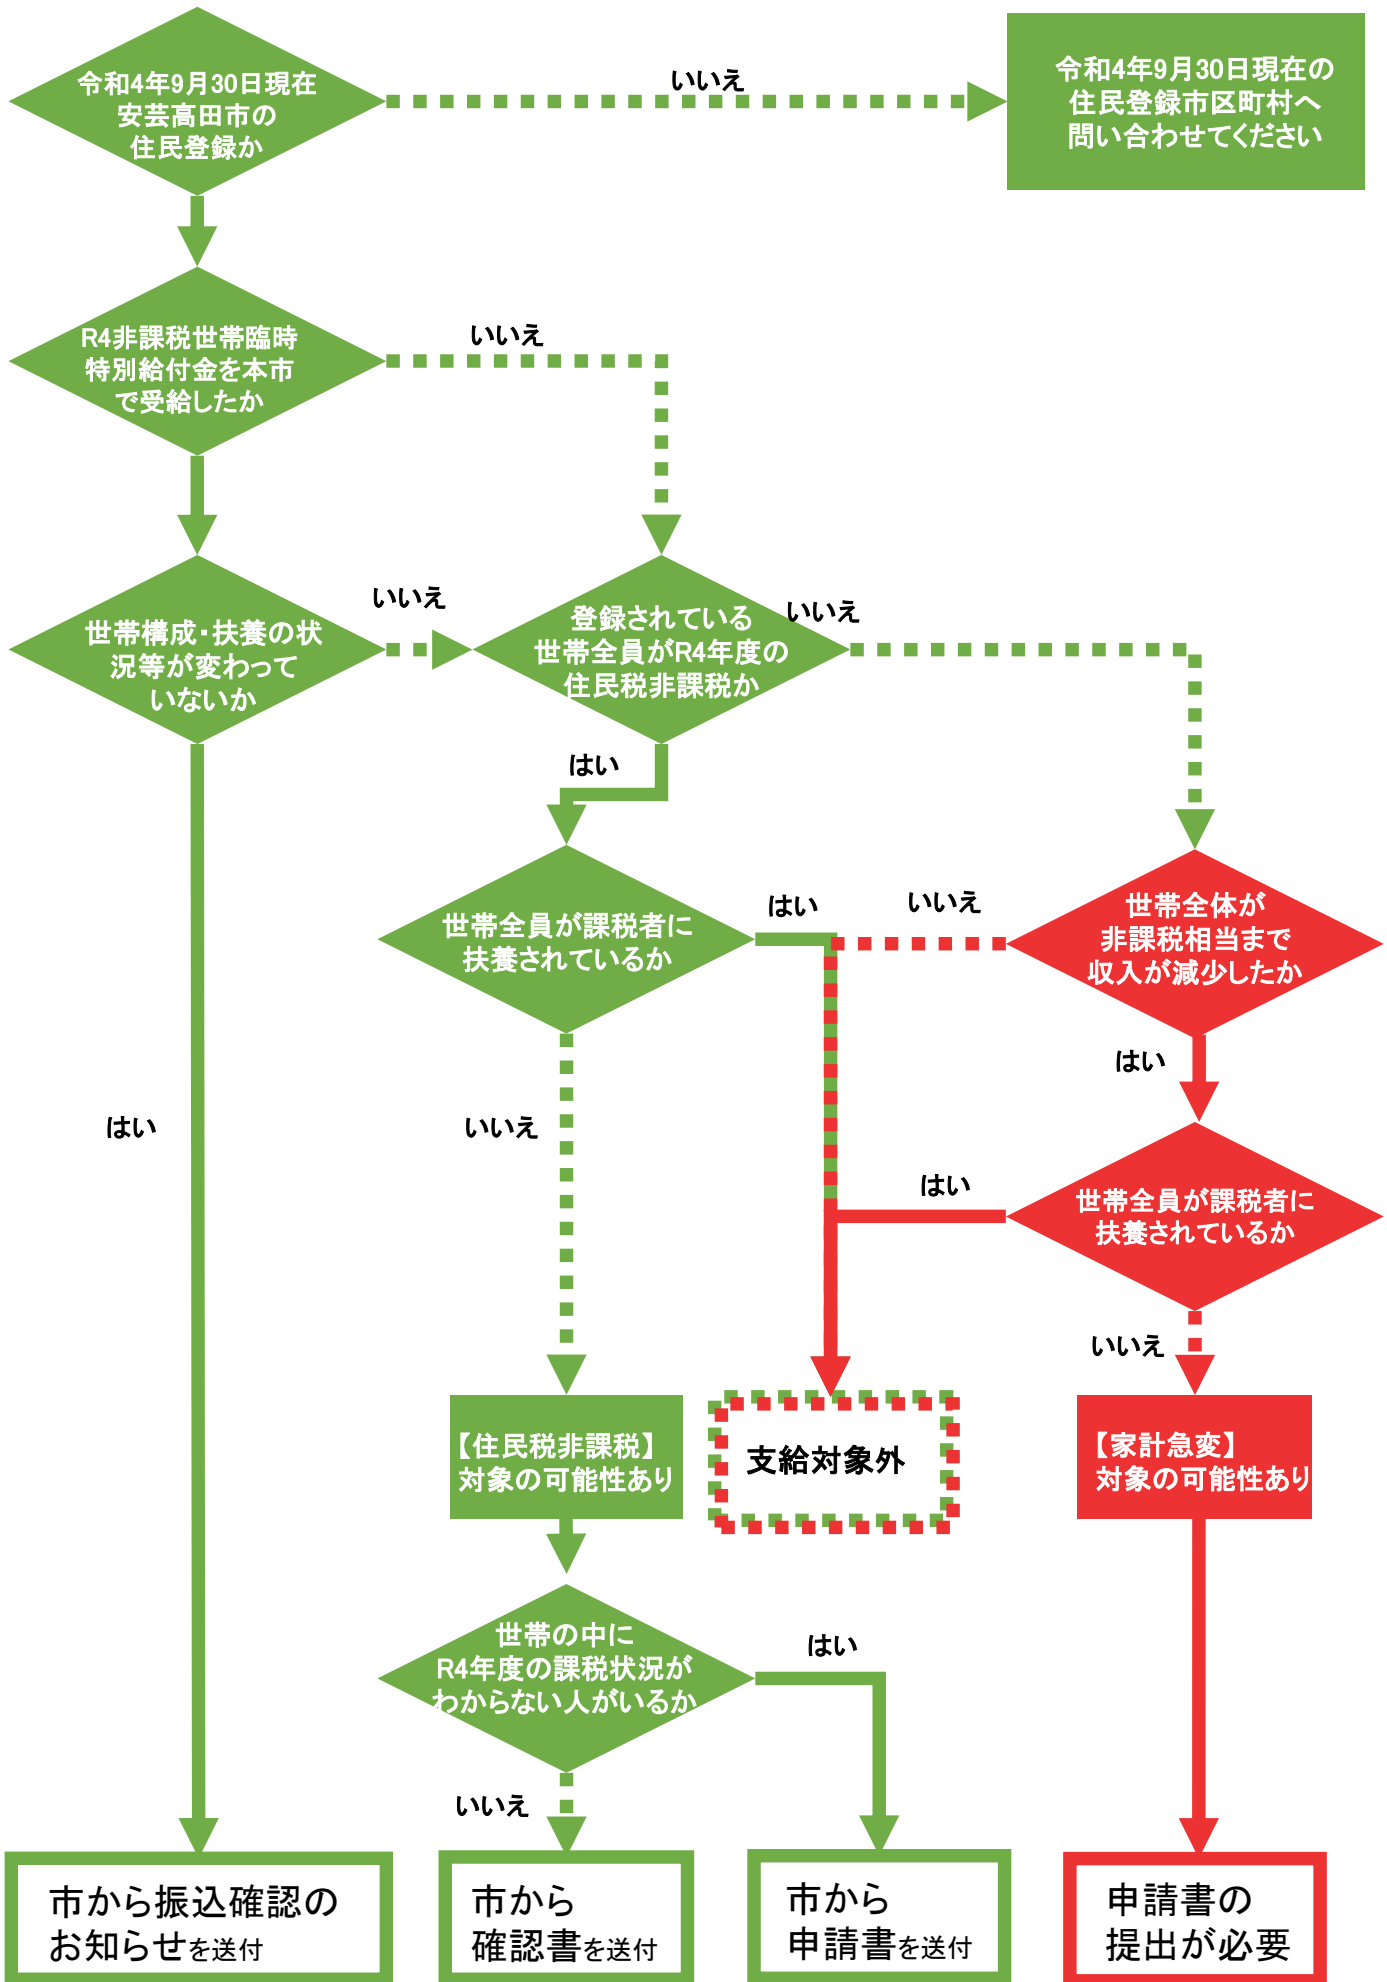 令和4年9月30日現在
安芸高田市の
住民登録か
いいえ
令和4年9月30日現在の
住民登録市区町村へ
問い合わせてください
R4非課税世帯臨時
特別給付金を本市
で受給したか
いいえ
世帯構成・扶養の状
況等が変わって
いないか
いいえ
登録されている
世帯全員がR4年度の
住民税非課税か
いいえ
はい
世帯全員が課税者に
扶養されているか
はい
いいえ
世帯全体が
非課税相当まで
収入が減少したか
はい
はい
いいえ
はい
世帯全員が課税者に
扶養されているか
いいえ
【住民税非課税】
対象の可能性あり
支給対象外
【家計急変】
対象の可能性あり
世帯の中に
R4年度の課税状況が
わからない人がいるか
はい
いいえ
市から振込確認の
お知らせを送付
市から
確認書を送付
市から
申請書を送付
申請書の
提出が必要